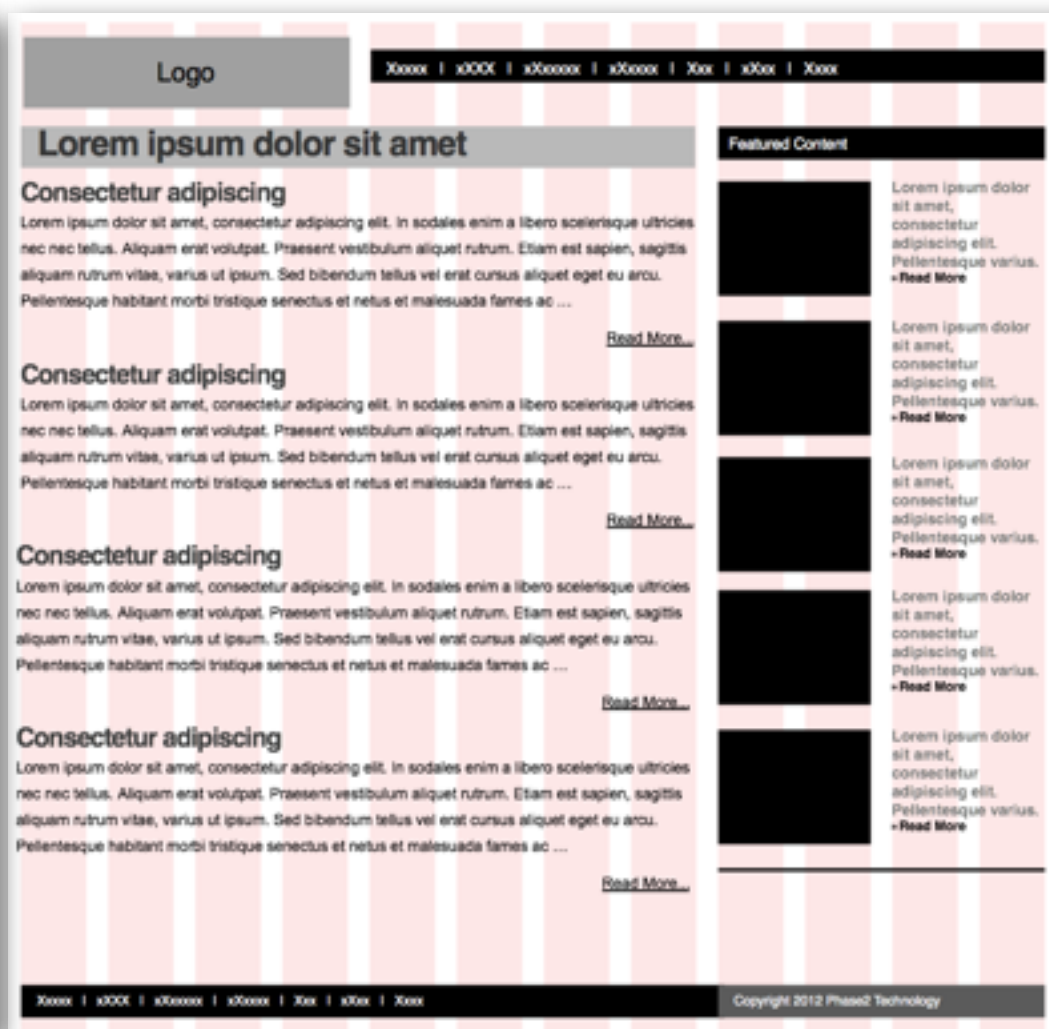 Logo
Xxxxx | xXXX | xXxxxxx | xXxxxx | Xxx | xXxx | Xxxx
Lorem ipsum dolor sit amet
Consectetur adipiscing
Lorem ipsum dolor sit amet, consectetur adipiscing elit. In sodales enim a libero scelerisque ultricies
nec nec tellus. Aliquam erat volutpat. Praesent vestibulum aliquet rutrum. Etiam est sapien, sagittis
aliquam rutrum vitae, varius ut ipsum. Sed bibendum tellus vel erat cursus aliquet eget eu arcu.
Pellentesque habitant morbi tristique senectus et netus et malesuada fames ac ...
Read More...
Consectetur adipiscing
Lorem ipsum dolor sit amet, consectetur adipiscing elit. In sodales enim a libero scelerisque ultricies
nec nec tellus. Aliquam erat volutpat. Praesent vestibulum aliquet rutrum. Etiam est sapien, sagittis
aliquam rutrum vitae, varius ut ipsum. Sed bibendum tellus vel erat cursus aliquet eget eu arcu.
Pellentesque habitant morbi tristique senectus et netus et malesuada fames ac ...
Read More...
Consectetur adipiscing
Lorem ipsum dolor sit amet, consectetur adipiscing elit. In sodales enim a libero scelerisque ultricies
nec nec tellus. Aliquam erat volutpat. Praesent vestibulum aliquet rutrum. Etiam est sapien, sagittis
aliquam rutrum vitae, varius ut ipsum. Sed bibendum tellus vel erat cursus aliquet eget eu arcu.
Pellentesque habitant morbi tristique senectus et netus et malesuada fames ac ...
Read More...
Consectetur adipiscing
Lorem ipsum dolor sit amet, consectetur adipiscing elit. In sodales enim a libero scelerisque ultricies
nec nec tellus. Aliquam erat volutpat. Praesent vestibulum aliquet rutrum. Etiam est sapien, sagittis
aliquam rutrum vitae, varius ut ipsum. Sed bibendum tellus vel erat cursus aliquet eget eu arcu.
Pellentesque habitant morbi tristique senectus et netus et malesuada fames ac ...
Read More...
Featured Content
Lorem ipsum dolor
sit amet,
consectetur
adipiscing elit.
Pellentesque varius.
»Read More
Lorem ipsum dolor
sit amet,
consectetur
adipiscing elit.
Pellentesque varius.
»Read More
Lorem ipsum dolor
sit amet,
consectetur
adipiscing elit.
Pellentesque varius.
»Read More
Lorem ipsum dolor
sit amet,
consectetur
adipiscing elit.
Pellentesque varius.
»Read More
Lorem ipsum dolor
sit amet,
consectetur
adipiscing elit.
Pellentesque varius.
»Read More
Xxxxx | xXXX | xXxxxxx | xXxxxx | Xxx | xXxx | Xxxx
Copyright 2012 Phase2 Technology